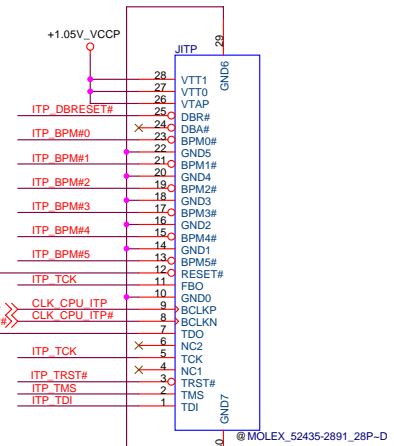 +1.05V_VCCP
JITP
29
GND6
28 VTT1
27 VTT0
26 VTAP
ITP_DBRESET# 25 DBR#
24 DBA#
ITP_BPM#0 23 BPM0#
22 GND5
ITP_BPM#1 21 BPM1#
20 GND4
ITP_BPM#2 19 BPM2#
18 GND3
ITP_BPM#3 17 BPM3#
16 GND2
ITP_BPM#4 15 BPM4#
14 GND1
ITP_BPM#5 13 BPM5#
12 RESET#
ITP_TCK 11 FBO
10 GND0
CLK_CPU_ITP 9 BCLKP
# CLK_CPU_ITP# 8 BCLKN
7 TDO
6 NC2
ITP_TCK 5 TCK
4 NC1
ITP_TRST# 3 TRST#
ITP_TMS 2 TMS
ITP_TDI 1 TDI
GND7
@MOLEX_52435-2891_28P~D